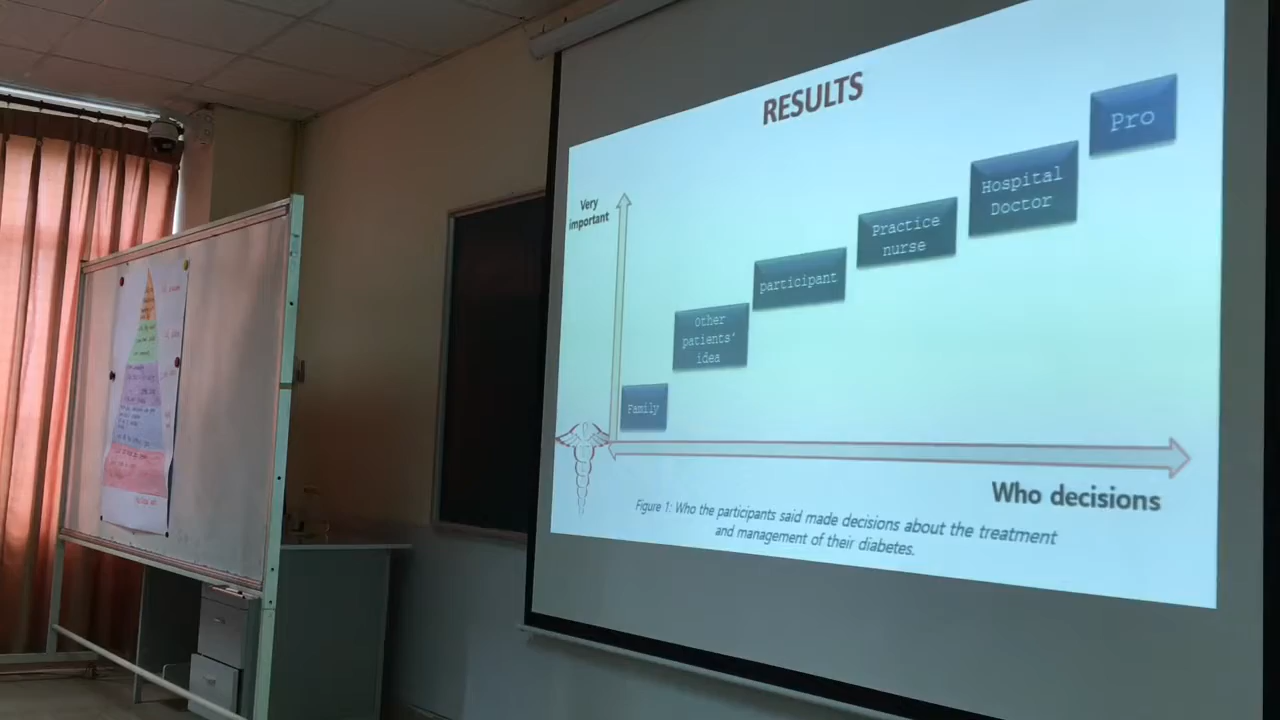 RESULTS
Very
important
Pro
Hospital
Doctor
Practice
nurse
participant
Other
patients'
idea
Family
Who decisions
Figure 1: Who the participants said made decisions about the treatment
and management of their diabetes.